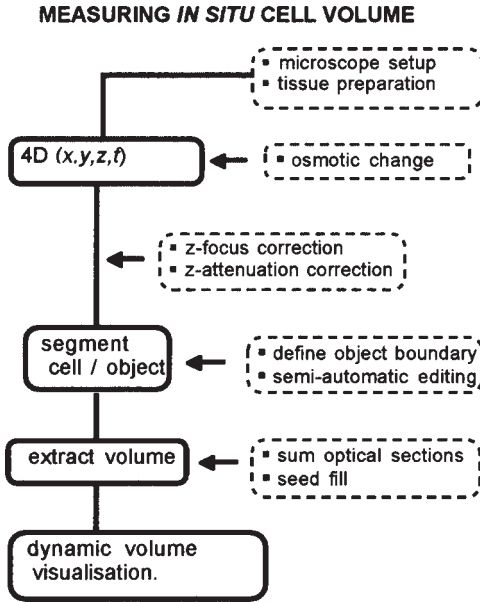 MEASURING IN SITU CELL VOLUME
▪ microscope setup
▪ tissue preparation
4D (x,y,z,t)
▪ osmotic change
▪ z-focus correction
▪ z-attenuation correction
segment
cell / object
▪ define object boundary
▪ semi-automatic editing
extract volume
▪ sum optical sections
▪ seed fill
dynamic volume
visualisation.